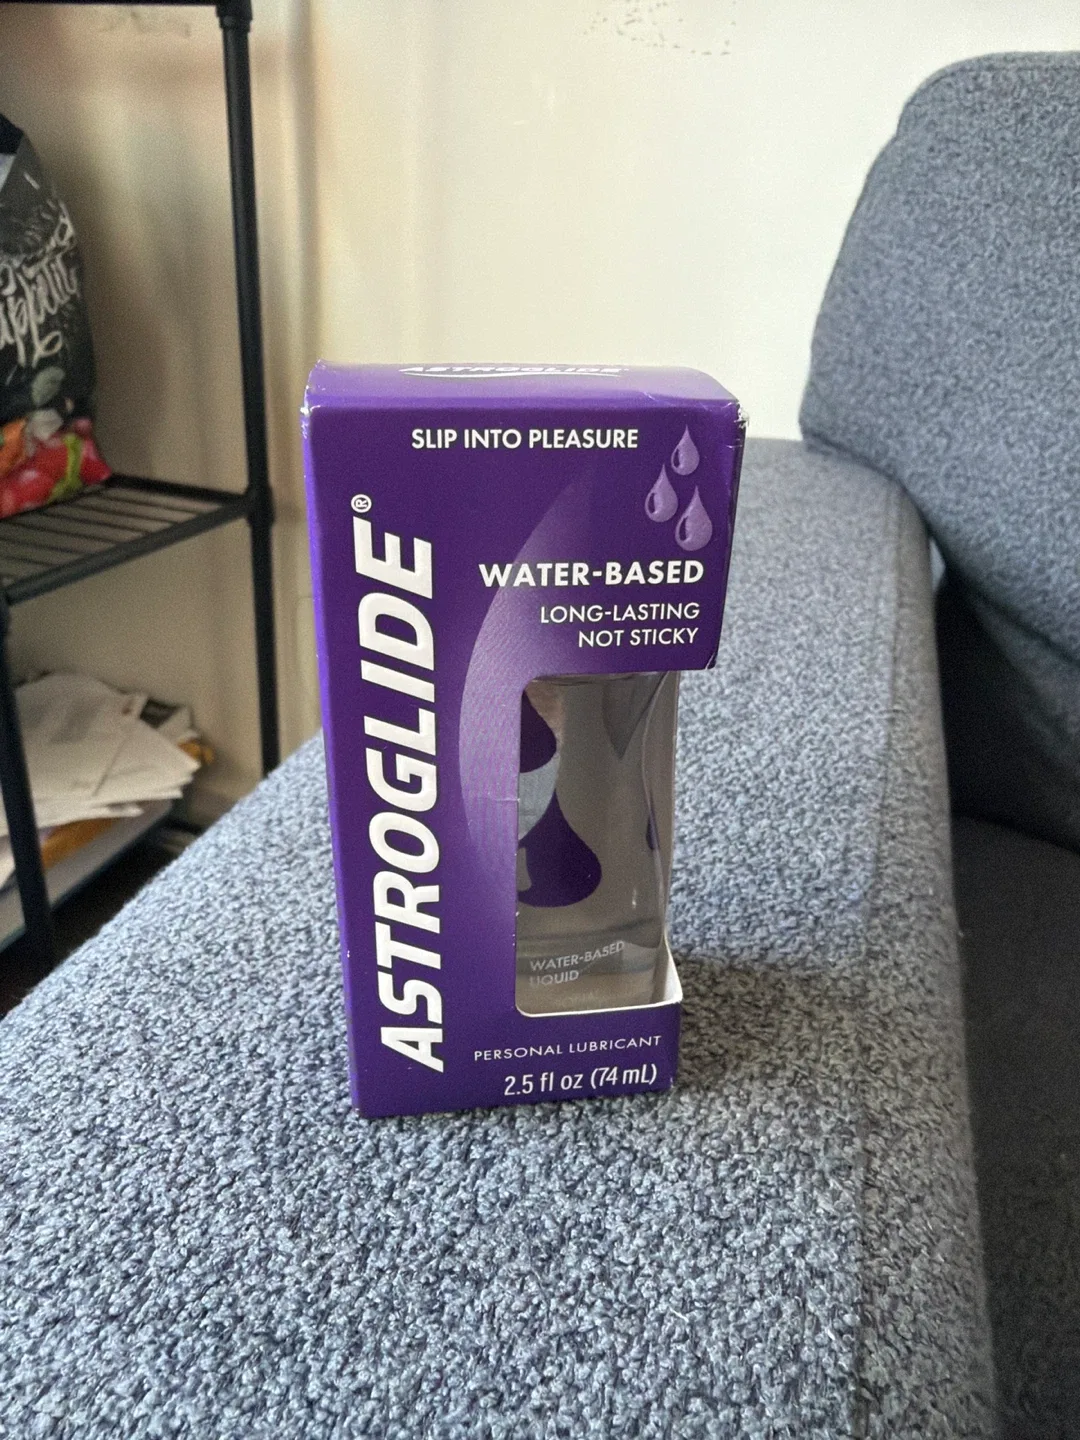 ASTROGLIDE
SLIP INTO PLEASURE
ASTROGLIDE®
WATER-BASED
LONG-LASTING
NOT STICKY
WATER-BASED
LIQUID
PERSONAL LUBRICANT
2.5 fl oz (74 mL)